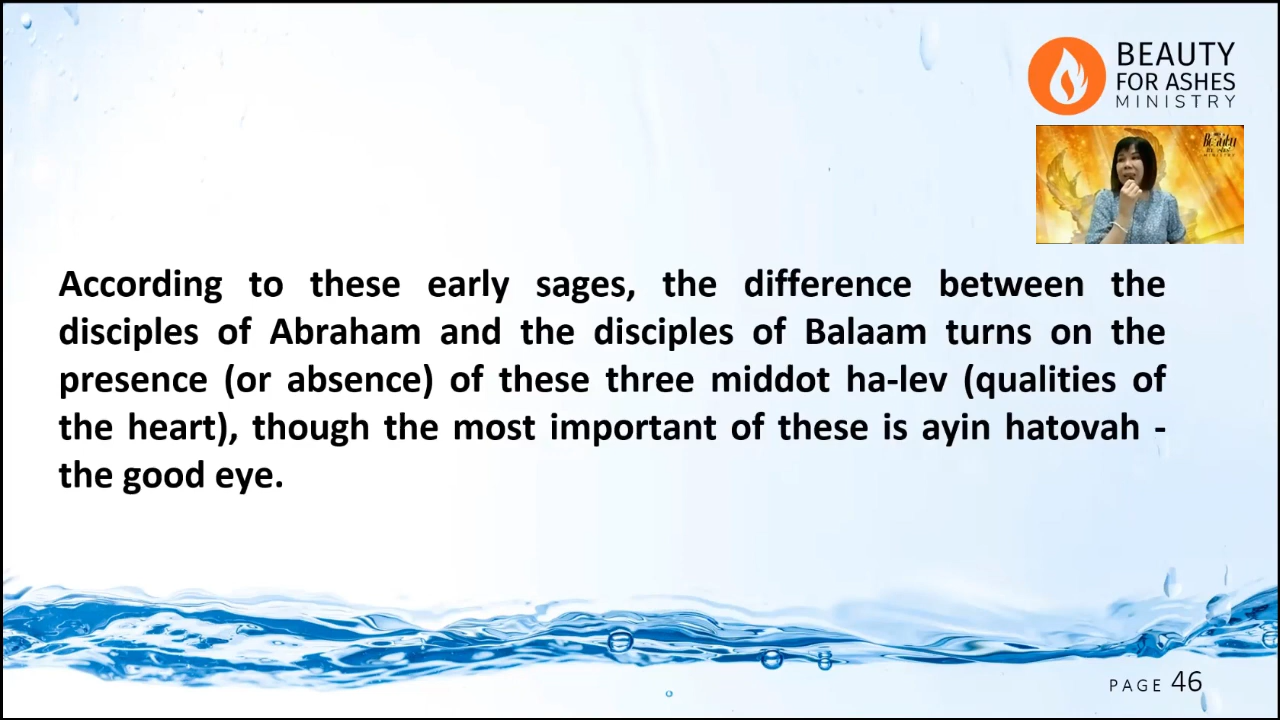 BEAUTY
FOR ASHES
MINISTRY
According to these early sages, the difference between the
disciples of Abraham and the disciples of Balaam turns on the
presence (or absence) of these three middot ha-lev (qualities of
the heart), though the most important of these is ayin hatovah -
the good eye.
PAGE 46